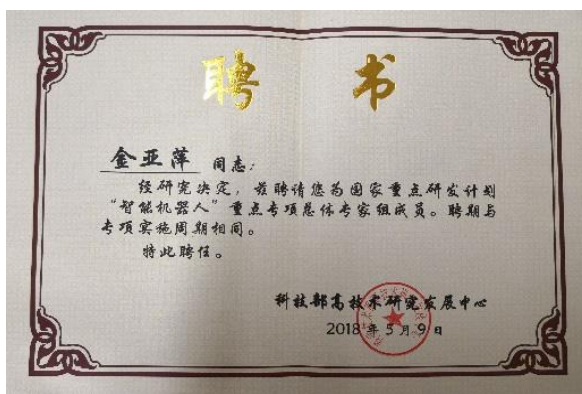 聘 书
金亚萍 同志:
经研究决定,兹聘请您为国家重点研发计划
“智能机器人”重点专项总体专家组成员。聘期与
专项实施周期相同。
特此聘任。
科技部高技术研究发展中心
2018年5月9日